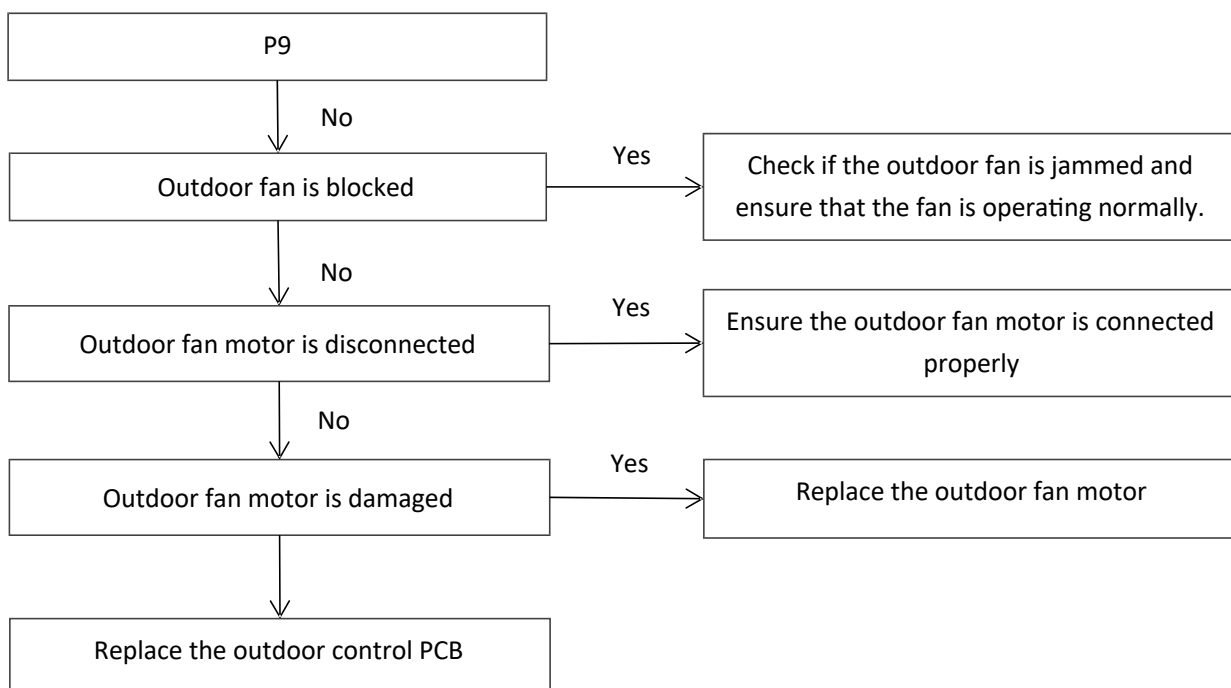 P9
No
Outdoor fan is blocked
Yes
Check if the outdoor fan is jammed and
ensure that the fan is operating normally.
No
Outdoor fan motor is disconnected
Yes
Ensure the outdoor fan motor is connected
properly
No
Outdoor fan motor is damaged
Yes
Replace the outdoor fan motor
Replace the outdoor control PCB